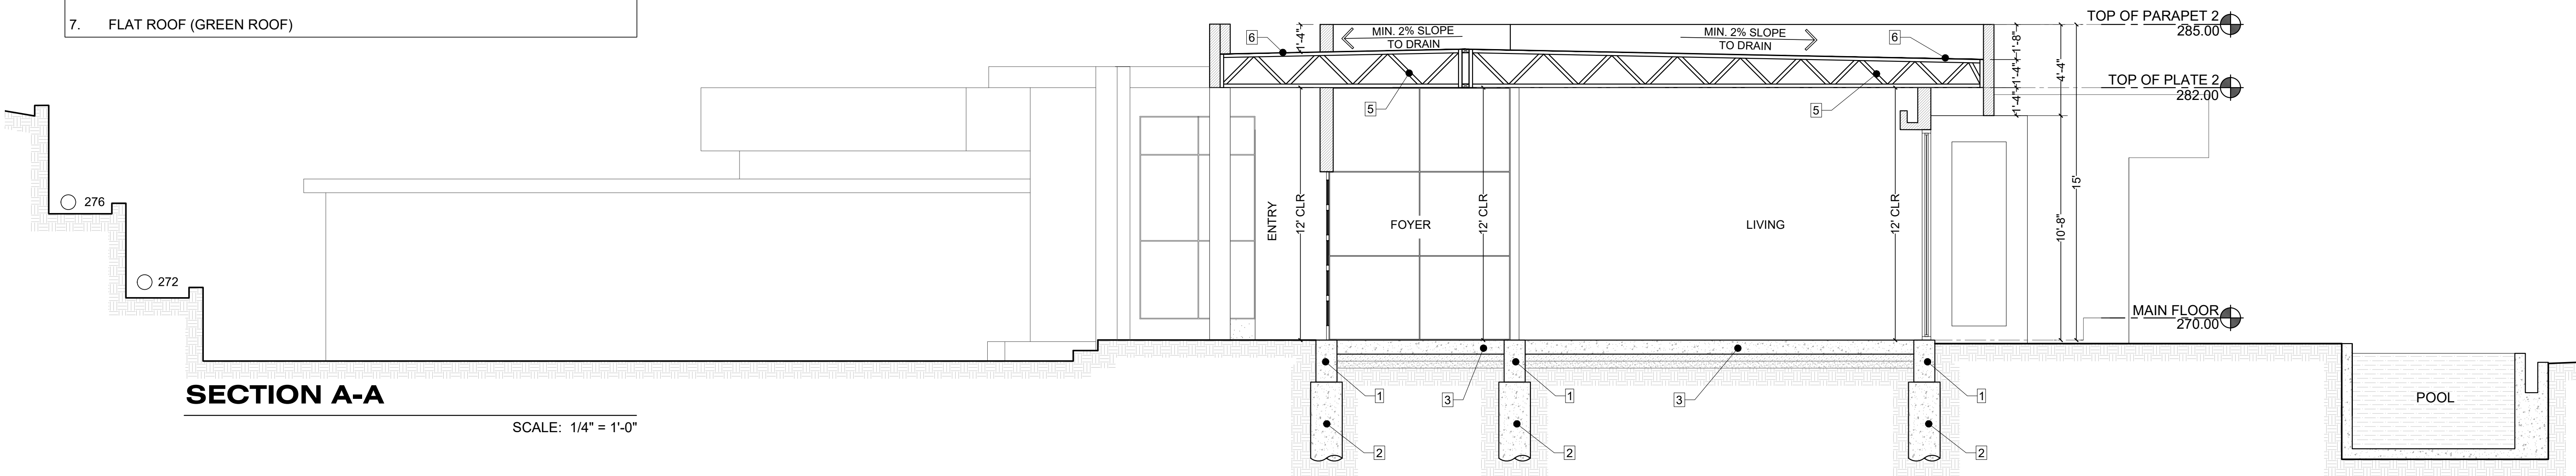 7. FLAT ROOF (GREEN ROOF)
TOP OF PARAPET 2
285.00
6
1'-4"
MIN. 2% SLOPE
TO DRAIN
MIN. 2% SLOPE
TO DRAIN
6
1'-8"
1'-4"
4'-4"
1'-4"
TOP OF PLATE 2
282.00
5
5
276
272
ENTRY
12' CLR
FOYER
12' CLR
LIVING
12' CLR
10'-8"
15'
MAIN FLOOR
270.00
1
3
1
3
1
2
2
2
POOL
SECTION A-A
SCALE: 1/4" = 1'-0"